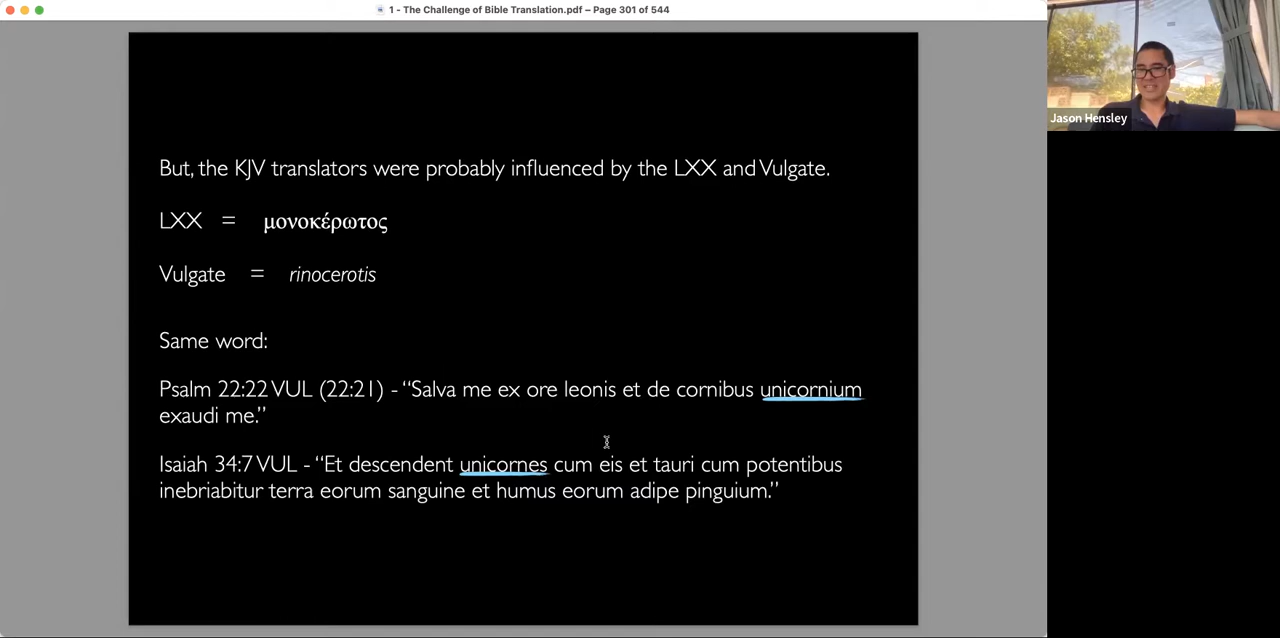 1 - The Challenge of Bible Translation.pdf – Page 301 of 544
Jason Hensley
But, the KJV translators were probably influenced by the LXX and Vulgate.
LXX = μονοκέρωτος
Vulgate = rinocerotis
Same word:
Psalm 22:22 VUL (22:21) - “Salva me ex ore leonis et de cornibus unicornium
exaudi me.”
Isaiah 34:7 VUL - “Et descendent unicornes cum eis et tauri cum potentibus
inebriabitur terra eorum sanguine et humus eorum adipe pinguium.”